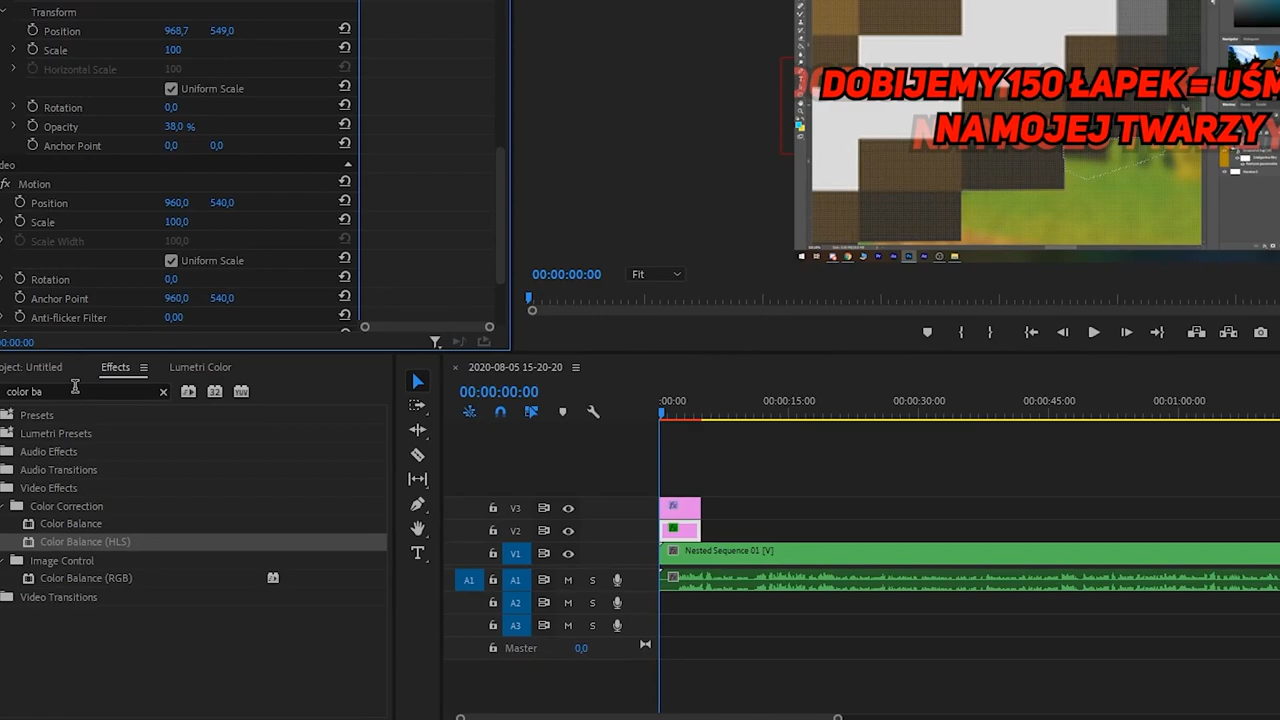 Transform
Position 968,7 549,0
Scale 100
Horizontal Scale 100
Uniform Scale
Rotation 0,0
Opacity 38,0 %
Anchor Point 0,0 0,0
deo
fx Motion
Position 960,0 540,0
Scale 100,0
Scale Width 100,0
Uniform Scale
Rotation 0,0
Anchor Point 960,0 540,0
Anti-flicker Filter 0,00
00:00:00
DOBIJEMY 150 ŁAPEK = UŚM
NA MOJEJ TWARZY
00:00:00:00 Fit
oject: Untitled Effects Lumetri Color
color ba 32 YUV
Presets
Lumetri Presets
Audio Effects
Audio Transitions
Video Effects
Color Correction
Color Balance
Color Balance (HLS)
Image Control
Color Balance (RGB)
Video Transitions
× 2020-08-05 15-20-20
00:00:00:00
:00:00 00:00:15:00 00:00:30:00 00:00:45:00 00:01:00:00
V3 fx
V2
V1 Nested Sequence 01 [V]
A1 A1 M S
A2 M S
A3 M S
Master 0,0